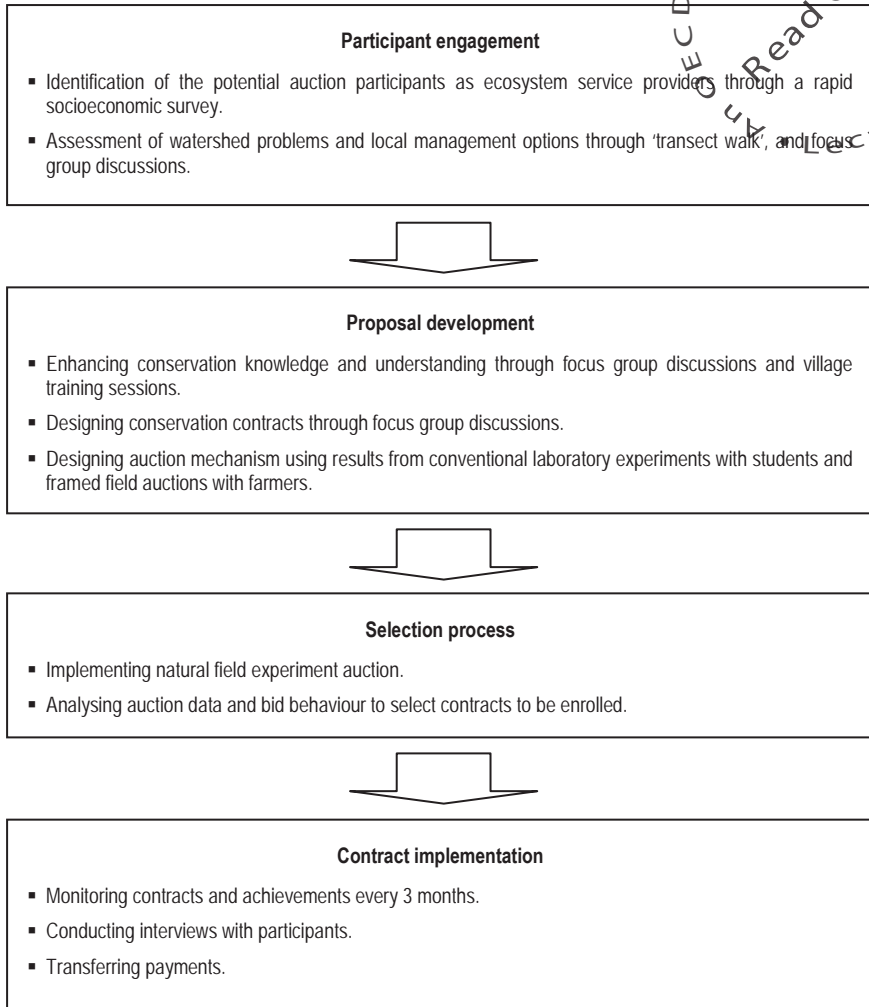 Participant engagement
▪ Identification of the potential auction participants as ecosystem service providers through a rapid
socioeconomic survey.
▪ Assessment of watershed problems and local management options through ‘transect walk’, and focus
group discussions.
Proposal development
▪ Enhancing conservation knowledge and understanding through focus group discussions and village
training sessions.
▪ Designing conservation contracts through focus group discussions.
▪ Designing auction mechanism using results from conventional laboratory experiments with students and
framed field auctions with farmers.
Selection process
▪ Implementing natural field experiment auction.
▪ Analysing auction data and bid behaviour to select contracts to be enrolled.
Contract implementation
▪ Monitoring contracts and achievements every 3 months.
▪ Conducting interviews with participants.
▪ Transferring payments.
An OECD
Read
Lec